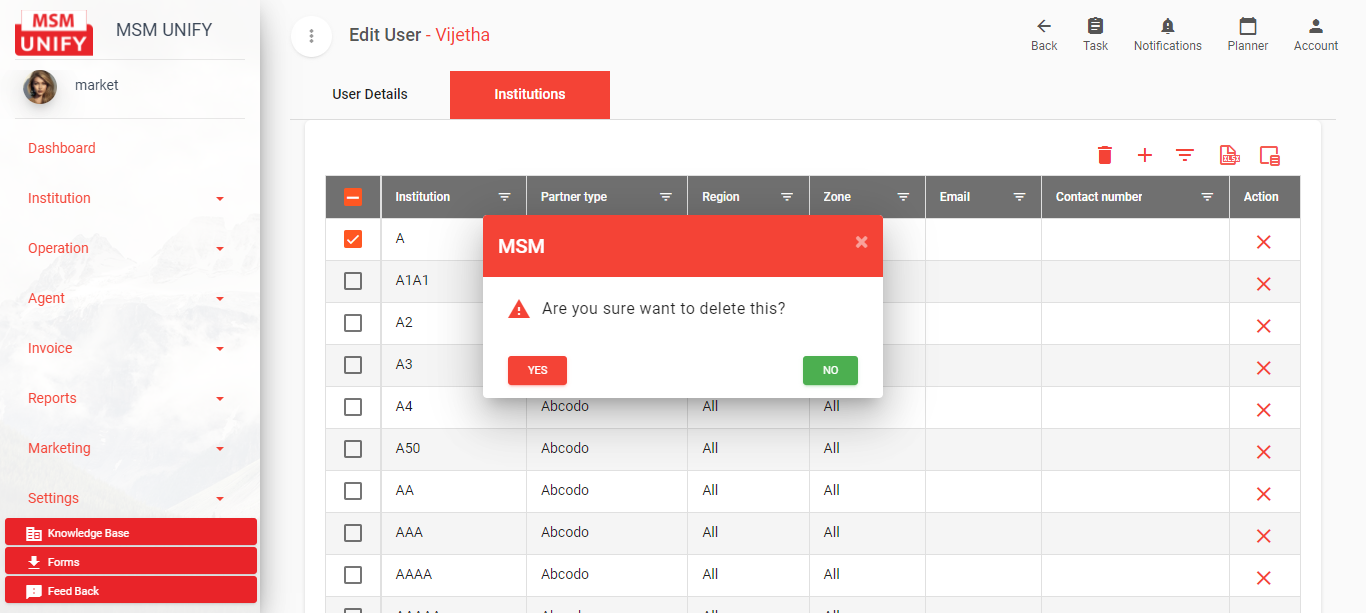 MSM
UNIFY
MSM UNIFY
market
Dashboard
Institution
Operation
Agent
Invoice
Reports
Marketing
Settings
Knowledge Base
Forms
Feed Back
Edit User - Vijetha
Back Task Notifications Planner Account
User Details Institutions
XLSX
Institution Partner type Region Zone Email Contact number Action
A
A1A1
A2
A3
A4 Abcodo All All
A50 Abcodo All All
AA Abcodo All All
AAA Abcodo All All
AAAA Abcodo All All
MSM
Are you sure want to delete this?
YES NO